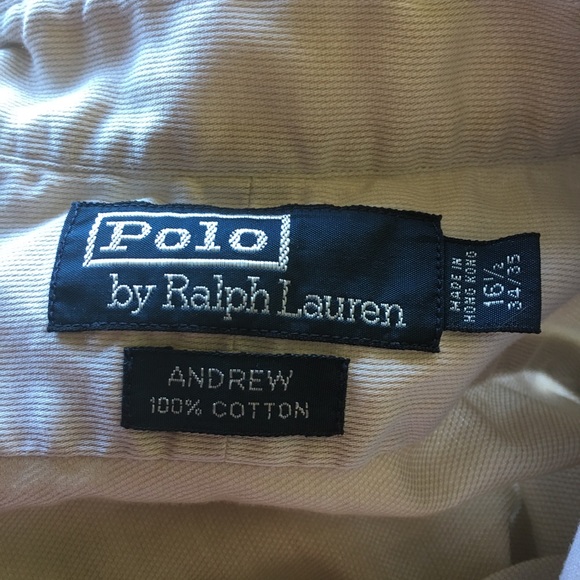 Polo
by Ralph Lauren
MADE IN
HONG KONG
16½
34/35
ANDREW
100% COTTON